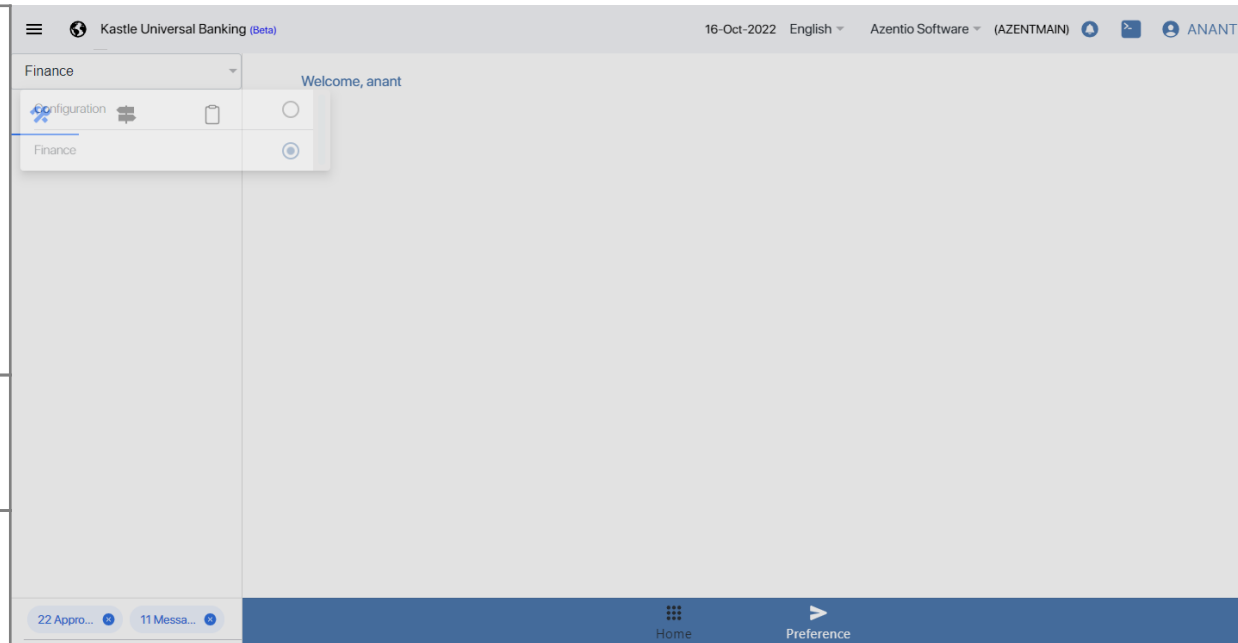 Kastle Universal Banking (Beta) 16-Oct-2022 English Azentio Software (AZENTMAIN) ANANT
Finance
Welcome, anant
Configuration
Finance
22 Appro... 11 Messa...
Home Preference